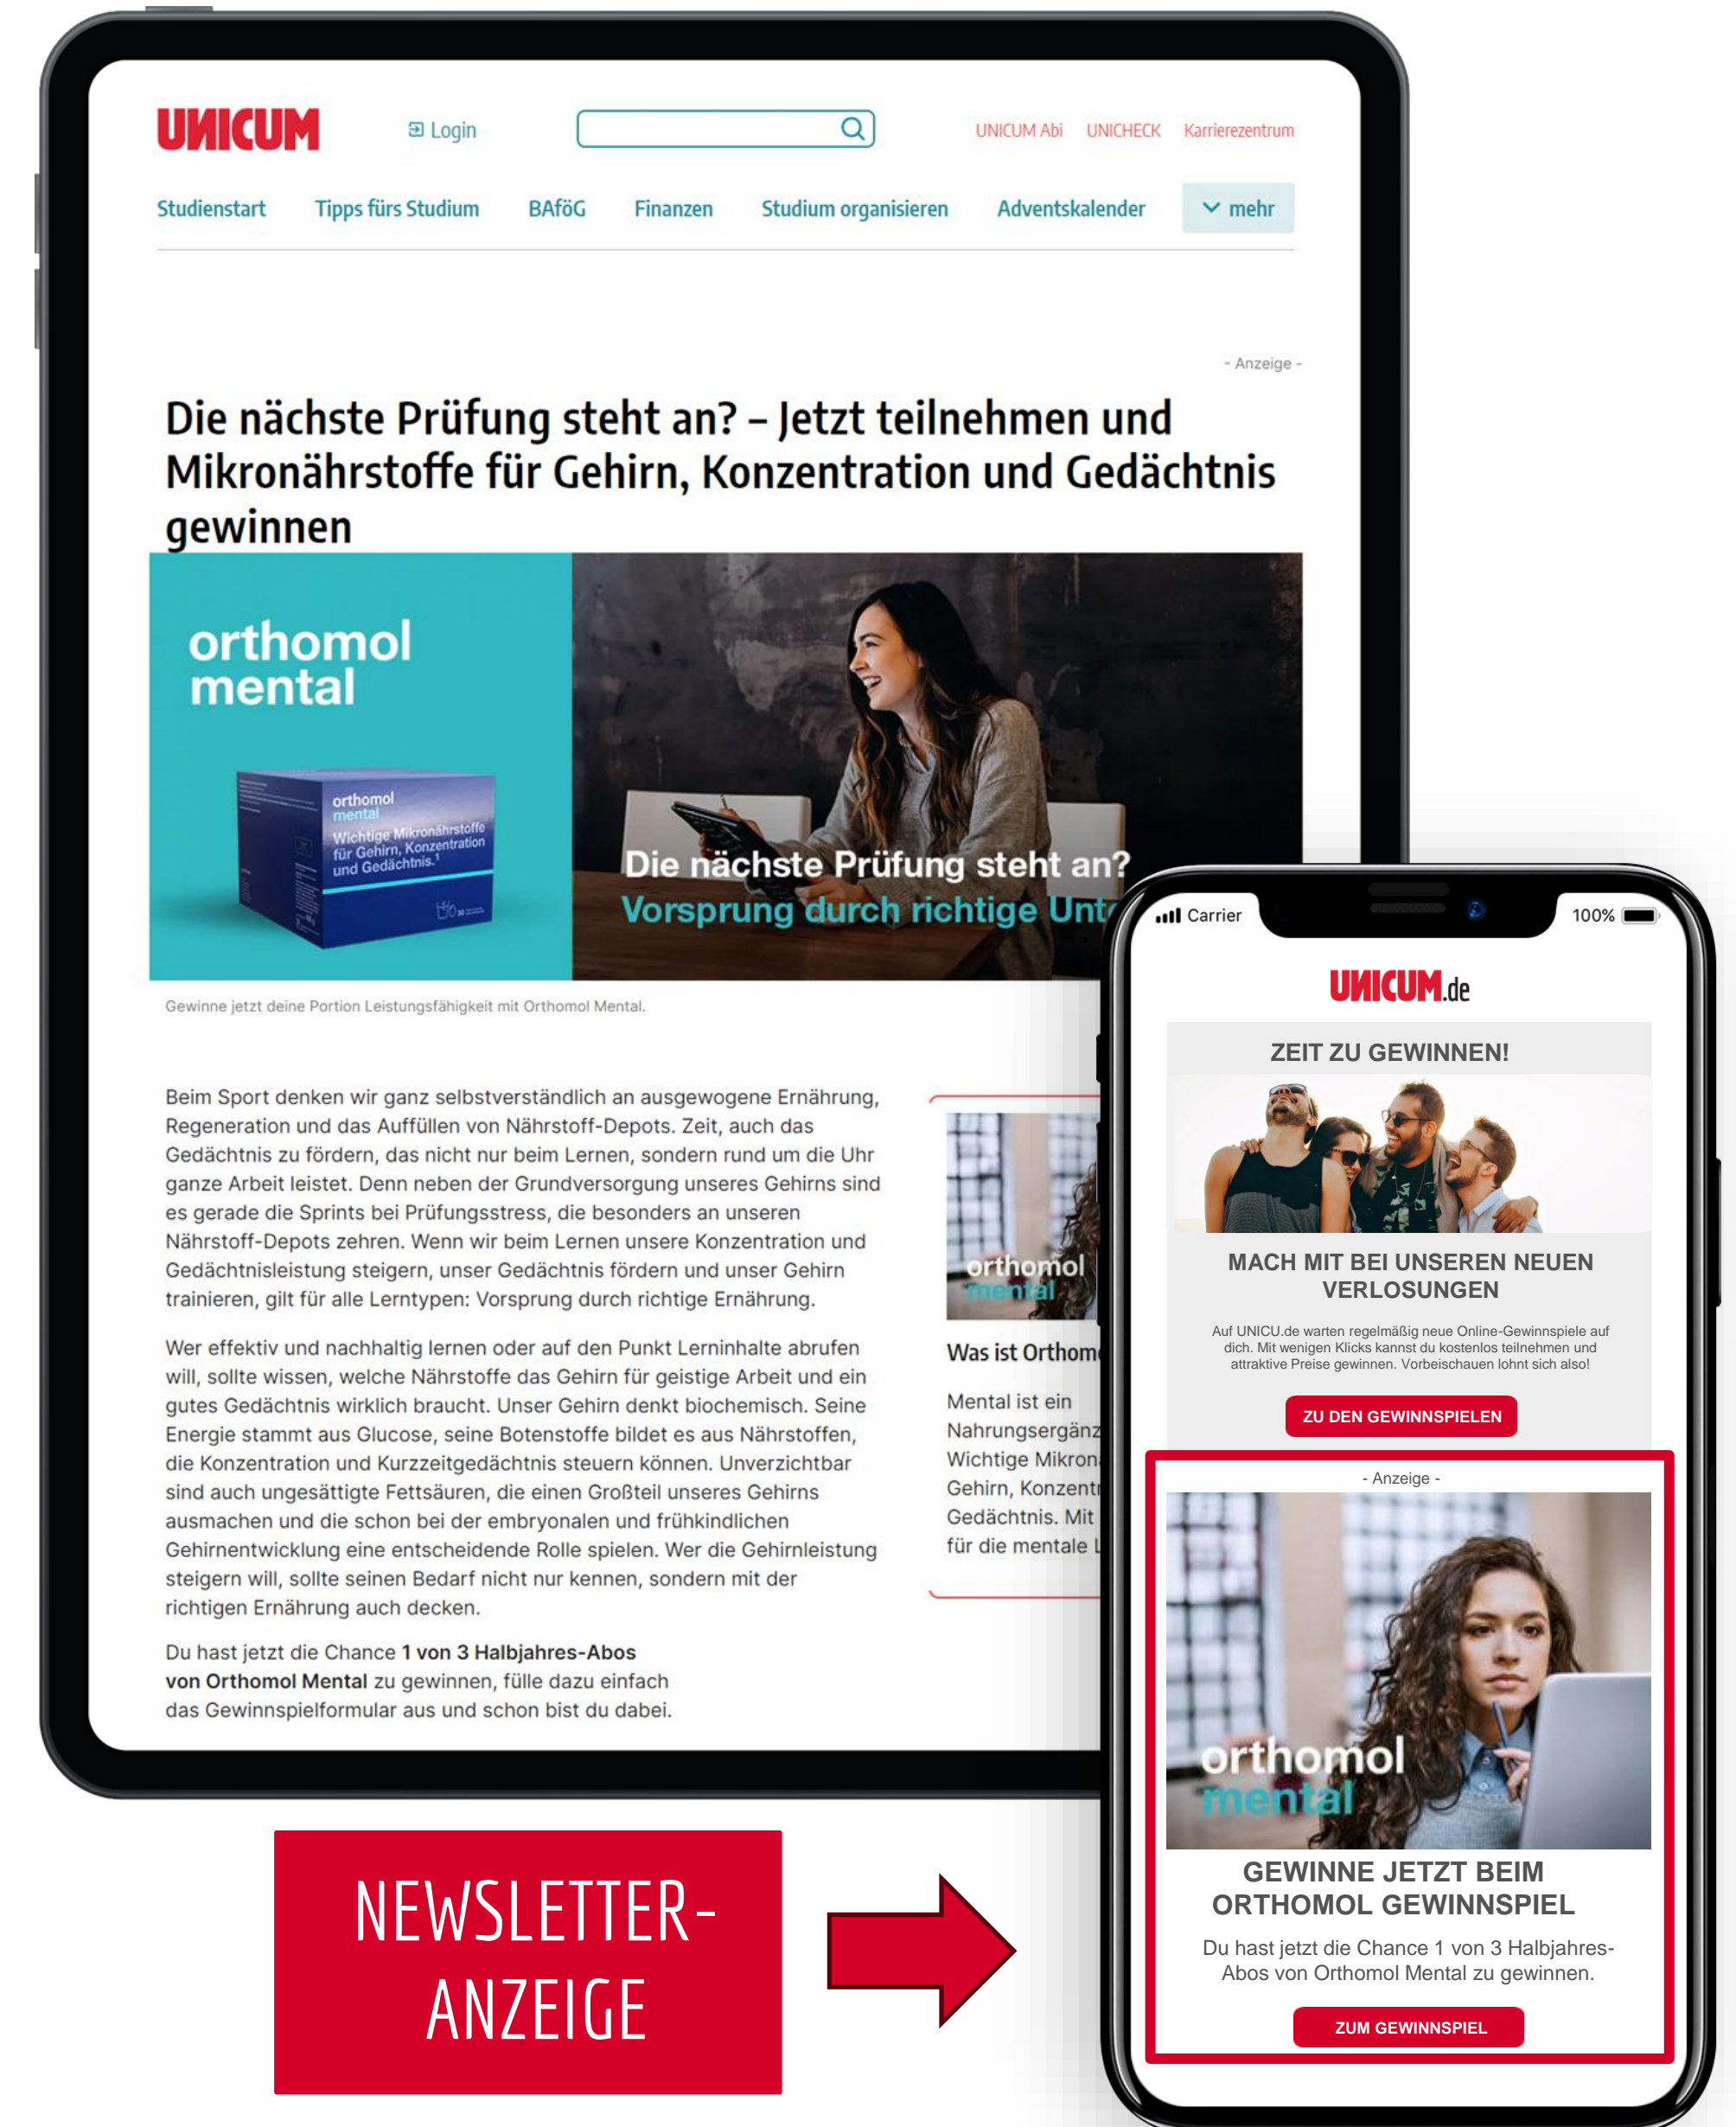 UNICUM
Login
UNICUM Abi UNICHECK Karrierezentrum
Studienstart Tipps fürs Studium BAföG Finanzen Studium organisieren Adventskalender mehr
- Anzeige -
Die nächste Prüfung steht an? – Jetzt teilnehmen und
Mikronährstoffe für Gehirn, Konzentration und Gedächtnis
gewinnen
orthomol
mental
orthomol
mental
Wichtige Mikronährstoffe
für Gehirn, Konzentration
und Gedächtnis.¹
30
Die nächste Prüfung steht an?
Vorsprung durch richtige
Gewinne jetzt deine Portion Leistungsfähigkeit mit Orthomol Mental.
Beim Sport denken wir ganz selbstverständlich an ausgewogene Ernährung,
Regeneration und das Auffüllen von Nährstoff-Depots. Zeit, auch das
Gedächtnis zu fördern, das nicht nur beim Lernen, sondern rund um die Uhr
ganze Arbeit leistet. Denn neben der Grundversorgung unseres Gehirns sind
es gerade die Sprints bei Prüfungsstress, die besonders an unseren
Nährstoff-Depots zehren. Wenn wir beim Lernen unsere Konzentration und
Gedächtnisleistung steigern, unser Gedächtnis fördern und unser Gehirn
trainieren, gilt für alle Lerntypen: Vorsprung durch richtige Ernährung.
Wer effektiv und nachhaltig lernen oder auf den Punkt Lerninhalte abrufen
will, sollte wissen, welche Nährstoffe das Gehirn für geistige Arbeit und ein
gutes Gedächtnis wirklich braucht. Unser Gehirn denkt biochemisch. Seine
Energie stammt aus Glucose, seine Botenstoffe bildet es aus Nährstoffen,
die Konzentration und Kurzzeitgedächtnis steuern können. Unverzichtbar
sind auch ungesättigte Fettsäuren, die einen Großteil unseres Gehirns
ausmachen und die schon bei der embryonalen und frühkindlichen
Gehirnentwicklung eine entscheidende Rolle spielen. Wer die Gehirnleistung
steigern will, sollte seinen Bedarf nicht nur kennen, sondern mit der
richtigen Ernährung auch decken.
Du hast jetzt die Chance 1 von 3 Halbjahres-Abos
von Orthomol Mental zu gewinnen, fülle dazu einfach
das Gewinnspielformular aus und schon bist du dabei.
orthomol
mental
Was ist
Mental ist ein
Wichtige
Gehirn,
Gedächtnis. Mit
für die mentale
NEWSLETTER-
ANZEIGE
Carrier 100%
UNICUM.de
ZEIT ZU GEWINNEN!
MACH MIT BEI UNSEREN NEUEN
VERLOSUNGEN
Auf UNICU.de warten regelmäßig neue Online-Gewinnspiele auf
dich. Mit wenigen Klicks kannst du kostenlos teilnehmen und
attraktive Preise gewinnen. Vorbeischauen lohnt sich also!
ZU DEN GEWINNSPIELEN
- Anzeige -
orthomol
mental
GEWINNE JETZT BEIM
ORTHOMOL GEWINNSPIEL
Du hast jetzt die Chance 1 von 3 Halbjahres-
Abos von Orthomol Mental zu gewinnen.
ZUM GEWINNSPIEL